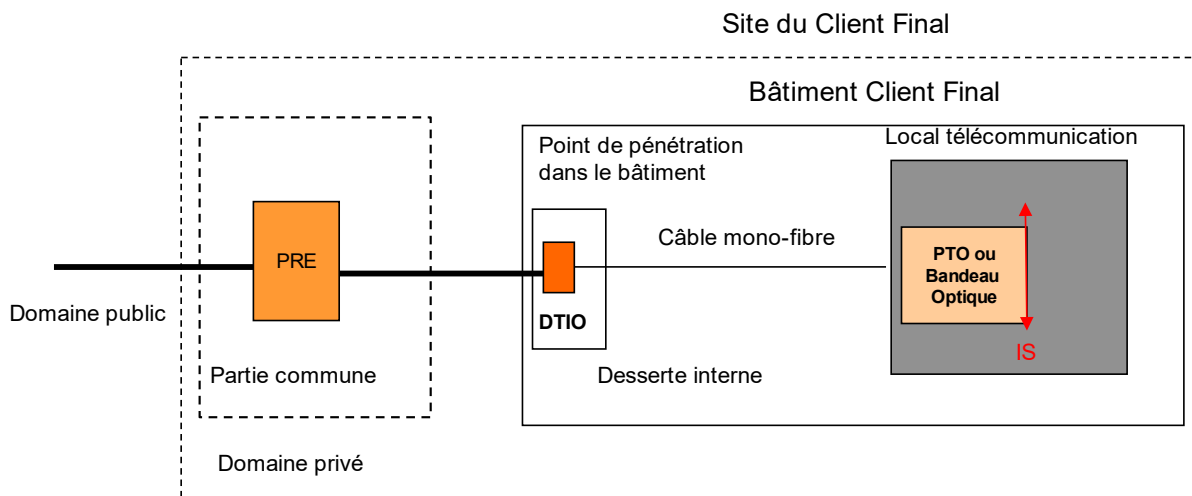 Site du Client Final
Bâtiment Client Final
Point de pénétration
dans le bâtiment
Local télécommunication
PRE
Câble mono-fibre
PTO ou
Bandeau
Optique
Domaine public
DTIO
IS
Partie commune
Desserte interne
Domaine privé